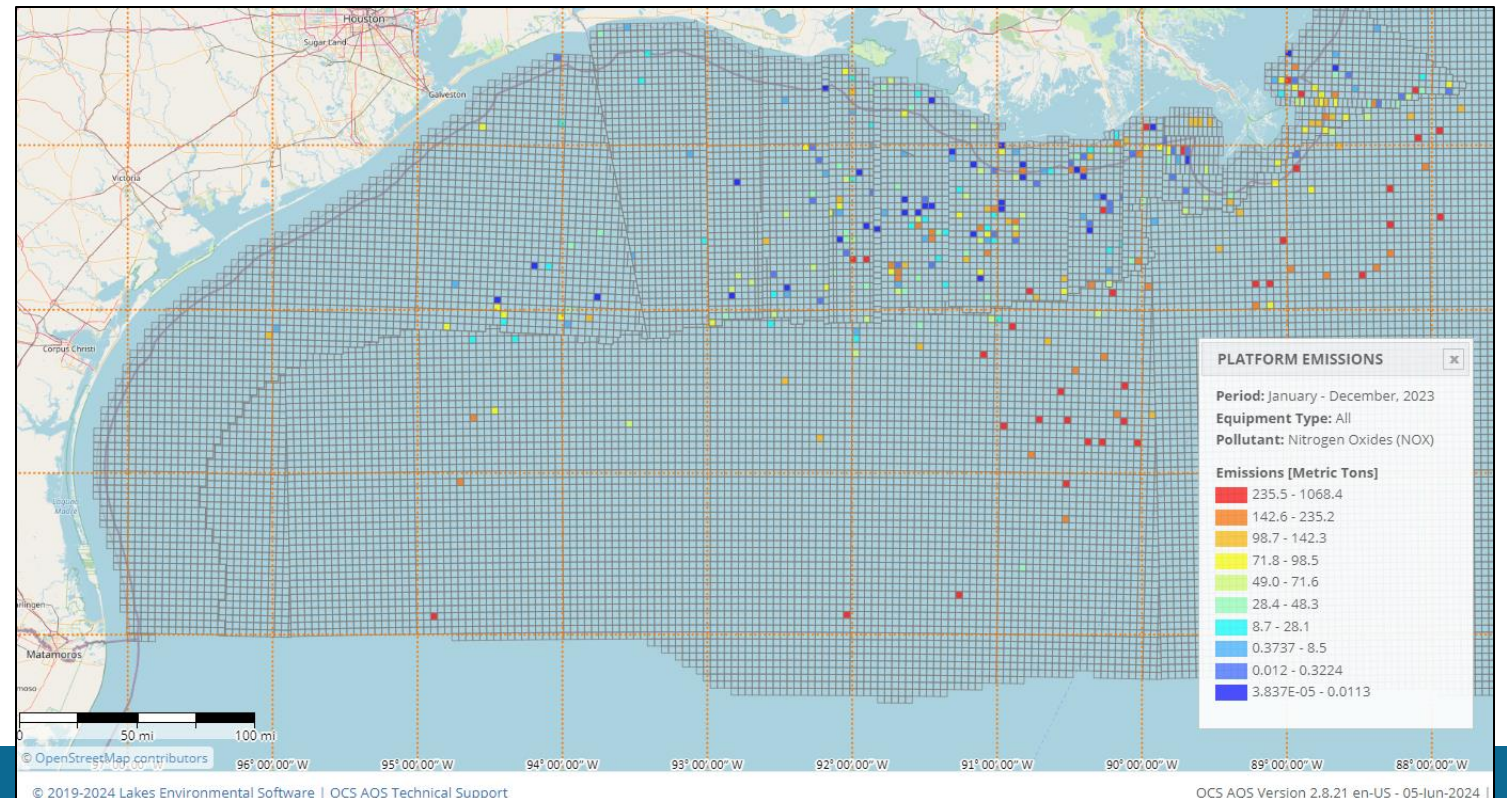 Houston
Sugar Land
Galveston
Victoria
Corpus Christi
Matamoros
PLATFORM EMISSIONS
Period: January - December, 2023
Equipment Type: All
Pollutant: Nitrogen Oxides (NOX)
Emissions [Metric Tons]
235.5 - 1068.4
142.6 - 235.2
98.7 - 142.3
71.8 - 98.5
49.0 - 71.6
28.4 - 48.3
8.7 - 28.1
0.3737 - 8.5
0.012 - 0.3224
3.837E-05 - 0.0113
0 50 mi 100 mi
© OpenStreetMap contributors
96° 00' 00" W 95° 00' 00" W 94° 00' 00" W 93° 00' 00" W 92° 00' 00" W 91° 00' 00" W 90° 00' 00" W 89° 00' 00" W 88° 00' 00" W
© 2019-2024 Lakes Environmental Software | OCS AOS Technical Support
OCS AOS Version 2.8.21 en-US - 05-Jun-2024 |